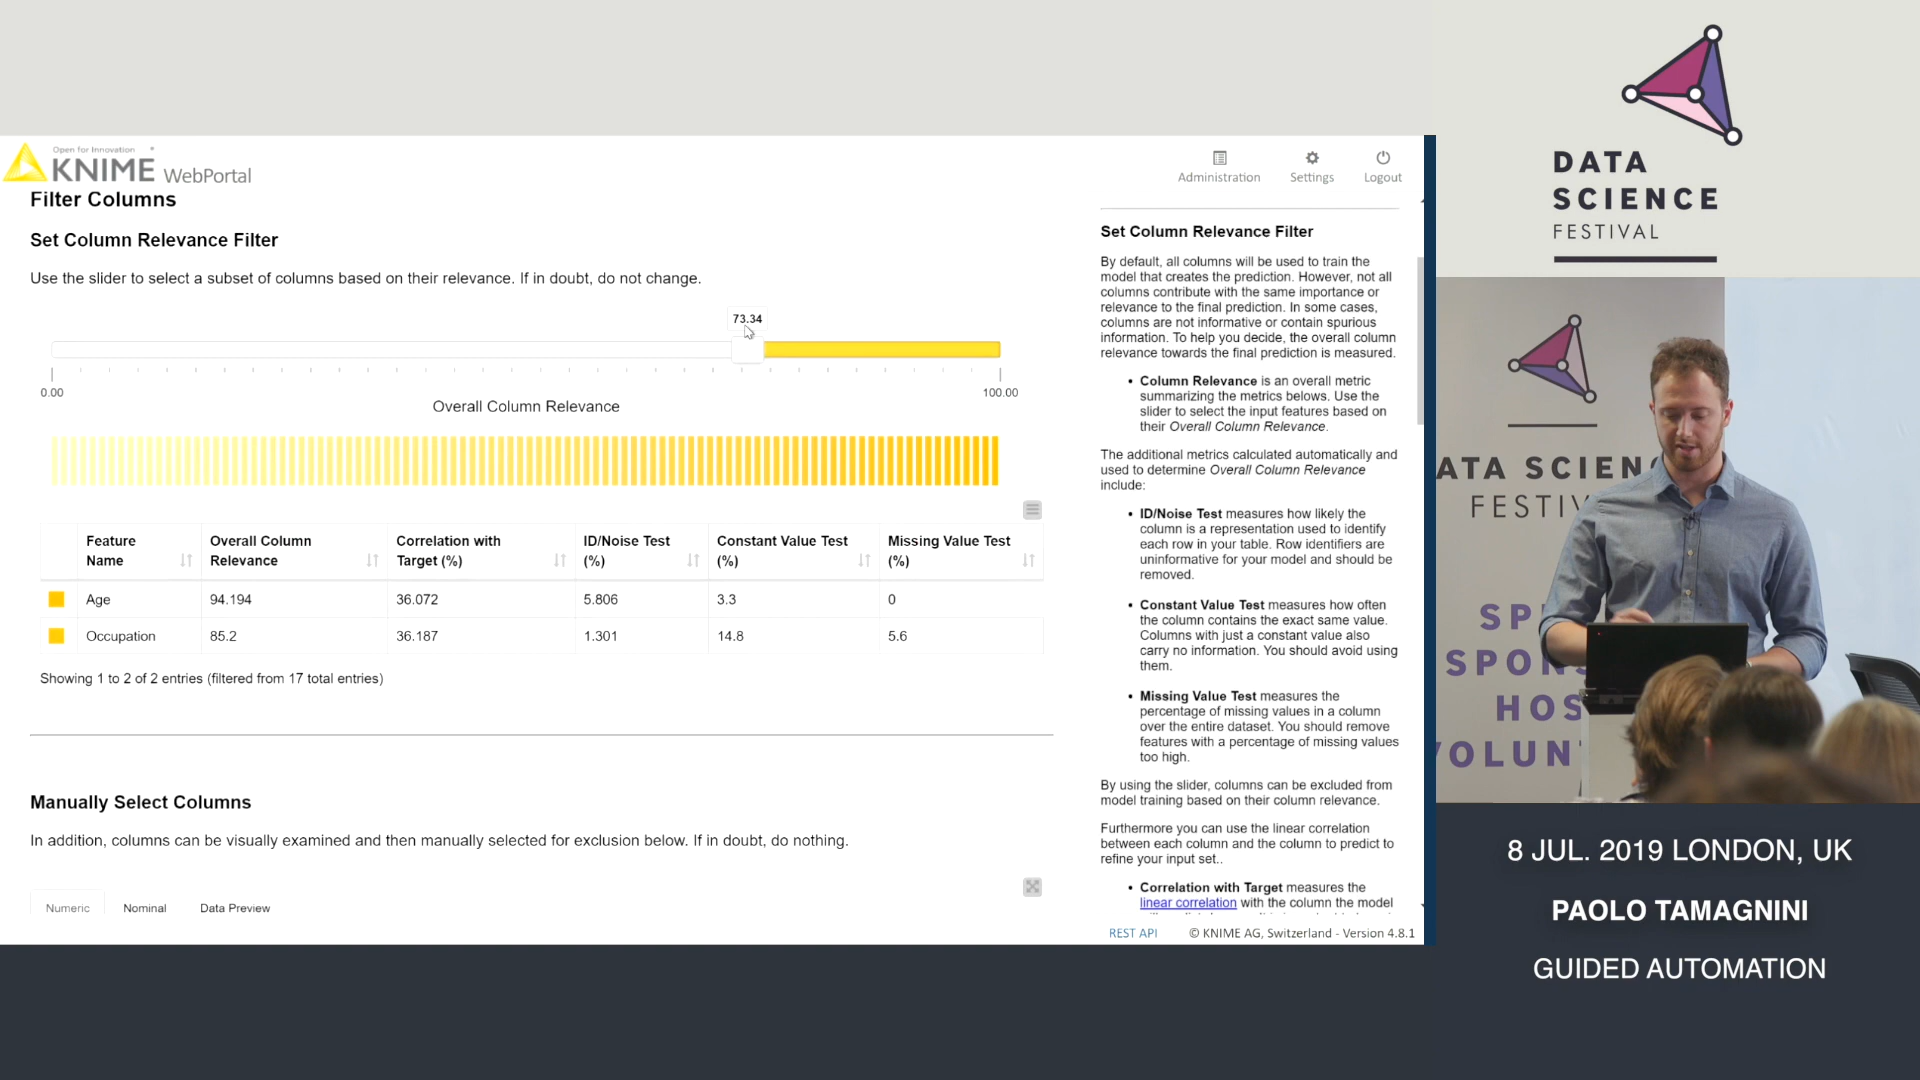 Open for Innovation
KNIME WebPortal
Administration
Settings
Logout
Filter Columns
Set Column Relevance Filter
Use the slider to select a subset of columns based on their relevance. If in doubt, do not change.
73.34
0.00
100.00
Overall Column Relevance
Feature Name
Overall Column Relevance
Correlation with Target (%)
ID/Noise Test (%)
Constant Value Test (%)
Missing Value Test (%)
Age 94.194 36.072 5.806 3.3 0
Occupation 85.2 36.187 1.301 14.8 5.6
Showing 1 to 2 of 2 entries (filtered from 17 total entries)
Manually Select Columns
In addition, columns can be visually examined and then manually selected for exclusion below. If in doubt, do nothing.
Numeric Nominal Data Preview
Set Column Relevance Filter
By default, all columns will be used to train the
model that creates the prediction. However, not all
columns contribute with the same importance or
relevance to the final prediction. In some cases,
columns are not informative or contain spurious
information. To help you decide, the overall column
relevance towards the final prediction is measured.
• Column Relevance is an overall metric
summarizing the metrics belows. Use the
slider to select the input features based on
their Overall Column Relevance.
The additional metrics calculated automatically and
used to determine Overall Column Relevance
include:
• ID/Noise Test measures how likely the
column is a representation used to identify
each row in your table. Row identifiers are
uninformative for your model and should be
removed.
• Constant Value Test measures how often
the column contains the exact same value.
Columns with just a constant value also
carry no information. You should avoid using
them.
• Missing Value Test measures the
percentage of missing values in a column
over the entire dataset. You should remove
features with a percentage of missing values
too high.
By using the slider, columns can be excluded from
model training based on their column relevance.
Furthermore you can use the linear correlation
between each column and the column to predict to
refine your input set..
• Correlation with Target measures the
linear correlation with the column the model
REST API
© KNIME AG, Switzerland - Version 4.8.1
DATA
SCIENCE
FESTIVAL
ATA SCIEN
FESTIV
SP
SPON
HOS
VOLUN
8 JUL. 2019 LONDON, UK
PAOLO TAMAGNINI
GUIDED AUTOMATION